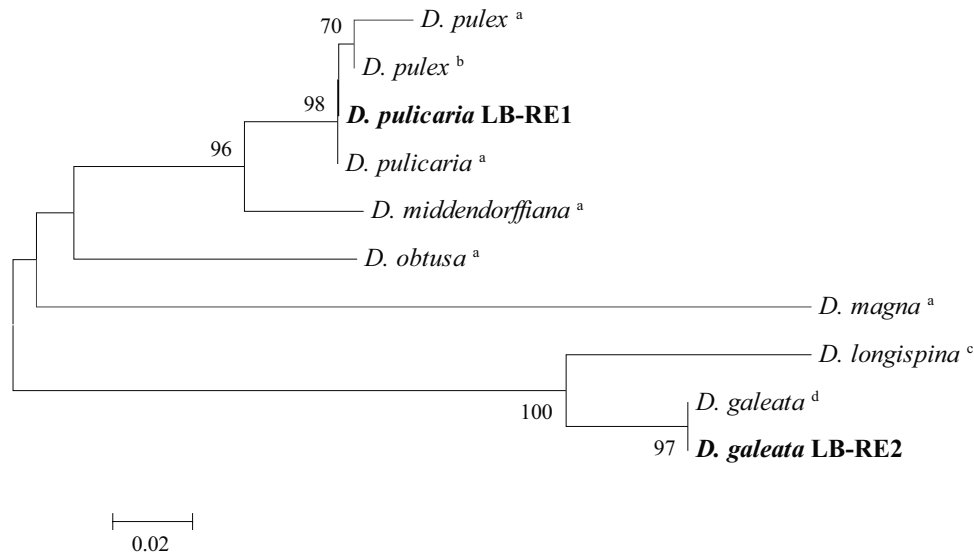 D. pulex a
70
D. pulex b
98
D. pulicaria LB-RE1
96
D. pulicaria a
D. middendorffiana a
D. obtusa a
D. magna a
D. longispina c
100
D. galeata d
97
D. galeata LB-RE2
0.02